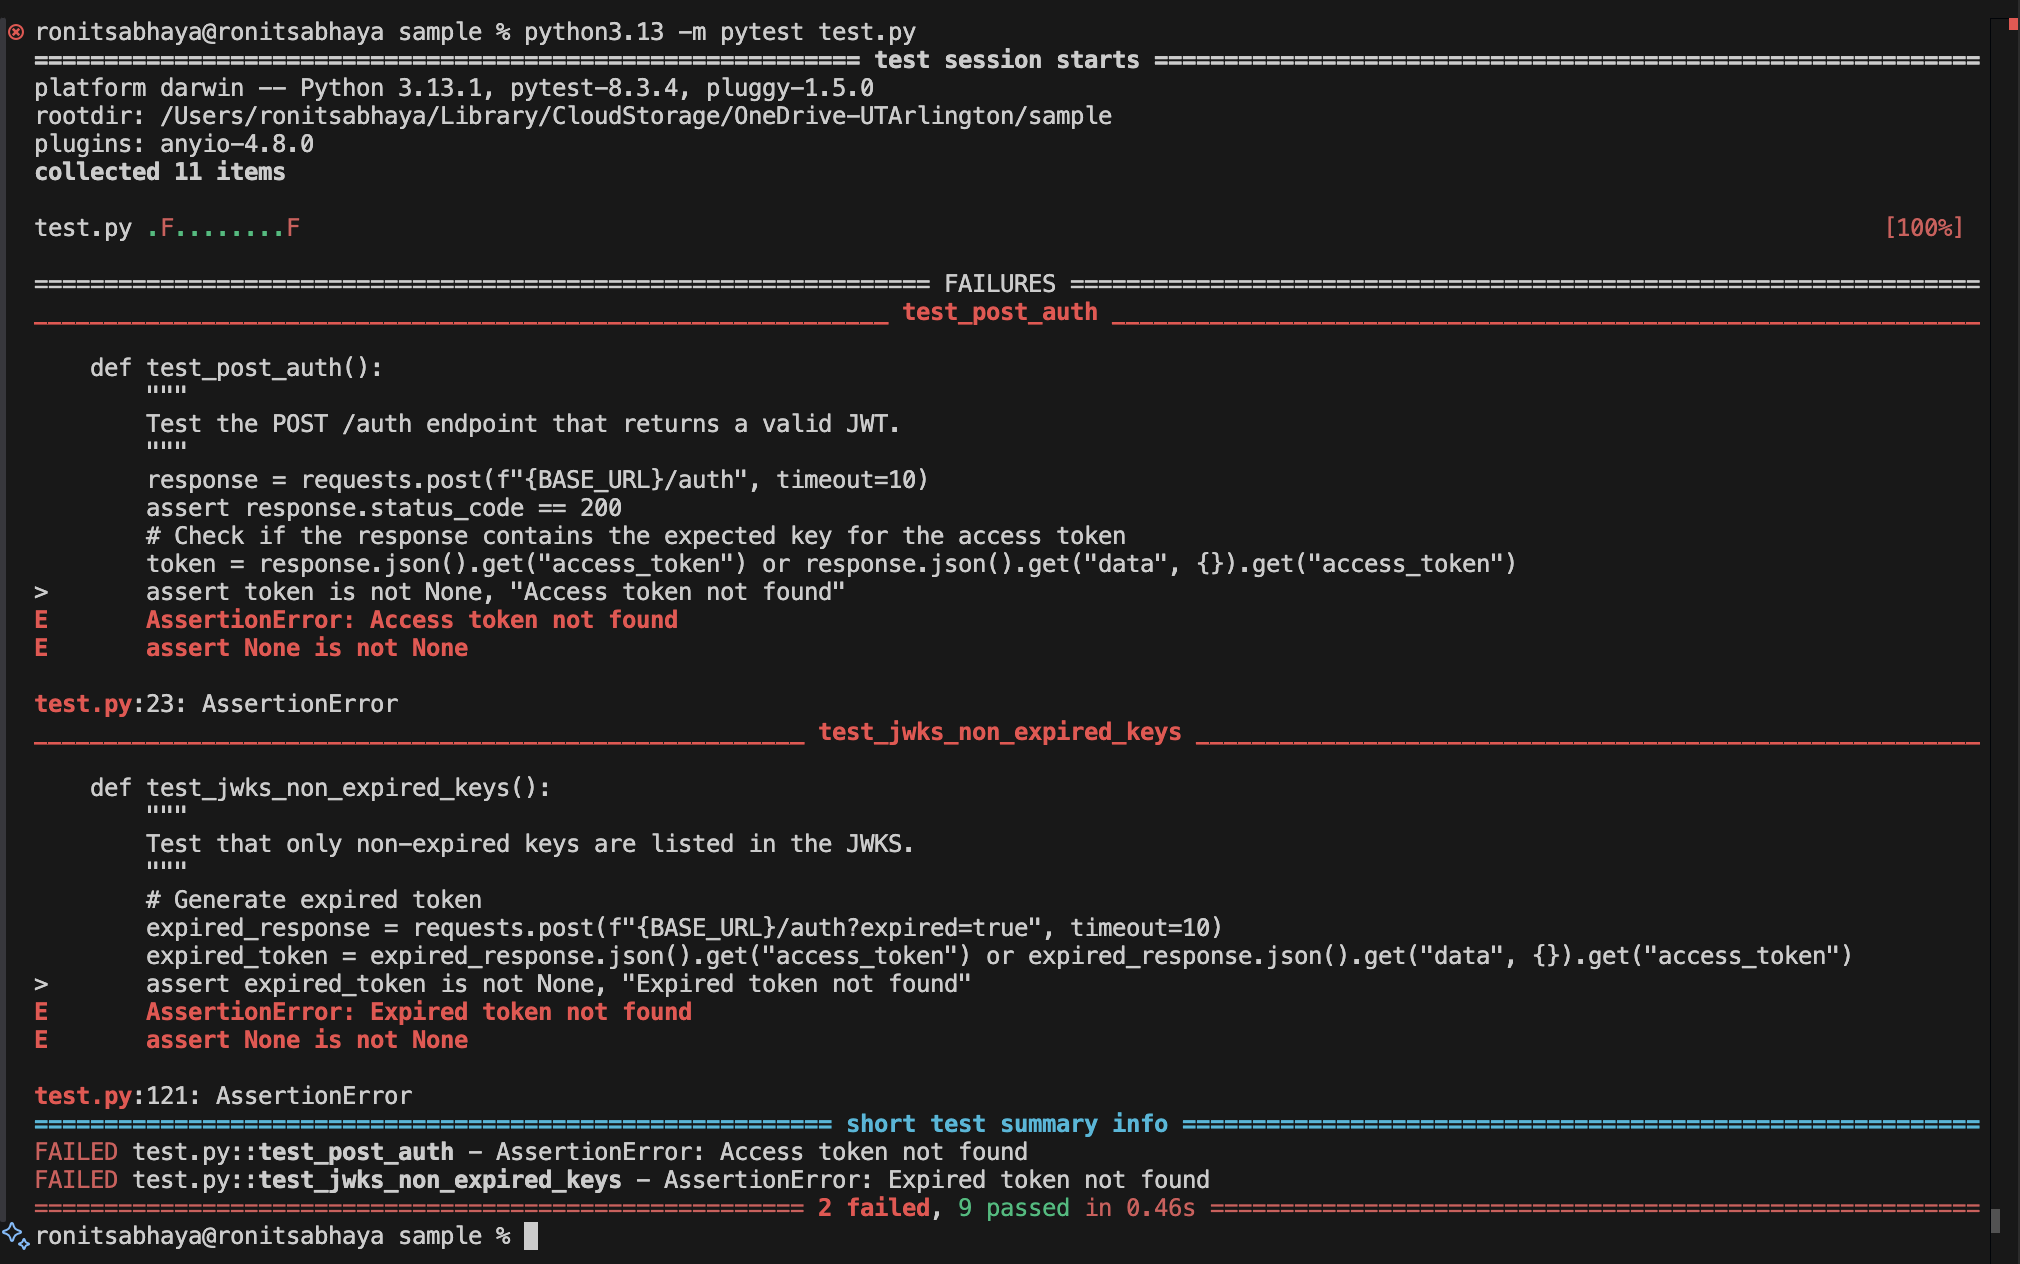 ronitsabhaya@ronitsabhaya sample % python3.13 -m pytest test.py
=========================================================== test session starts ===========================================================
platform darwin -- Python 3.13.1, pytest-8.3.4, pluggy-1.5.0
rootdir: /Users/ronitsabhaya/Library/CloudStorage/OneDrive-UTArlington/sample
plugins: anyio-4.8.0
collected 11 items

test.py .F........F                                                                                                                 [100%]

================================================================ FAILURES =================================================================
_____________________________________________________________ test_post_auth ______________________________________________________________

    def test_post_auth():
        """
        Test the POST /auth endpoint that returns a valid JWT.
        """
        response = requests.post(f"{BASE_URL}/auth", timeout=10)
        assert response.status_code == 200
        # Check if the response contains the expected key for the access token
        token = response.json().get("access_token") or response.json().get("data", {}).get("access_token")
>       assert token is not None, "Access token not found"
E       AssertionError: Access token not found
E       assert None is not None

test.py:23: AssertionError
_______________________________________________________ test_jwks_non_expired_keys ________________________________________________________

    def test_jwks_non_expired_keys():
        """
        Test that only non-expired keys are listed in the JWKS.
        """
        # Generate expired token
        expired_response = requests.post(f"{BASE_URL}/auth?expired=true", timeout=10)
        expired_token = expired_response.json().get("access_token") or expired_response.json().get("data", {}).get("access_token")
>       assert expired_token is not None, "Expired token not found"
E       AssertionError: Expired token not found
E       assert None is not None

test.py:121: AssertionError
========================================================= short test summary info =========================================================
FAILED test.py::test_post_auth - AssertionError: Access token not found
FAILED test.py::test_jwks_non_expired_keys - AssertionError: Expired token not found
======================================================= 2 failed, 9 passed in 0.46s =======================================================
ronitsabhaya@ronitsabhaya sample %